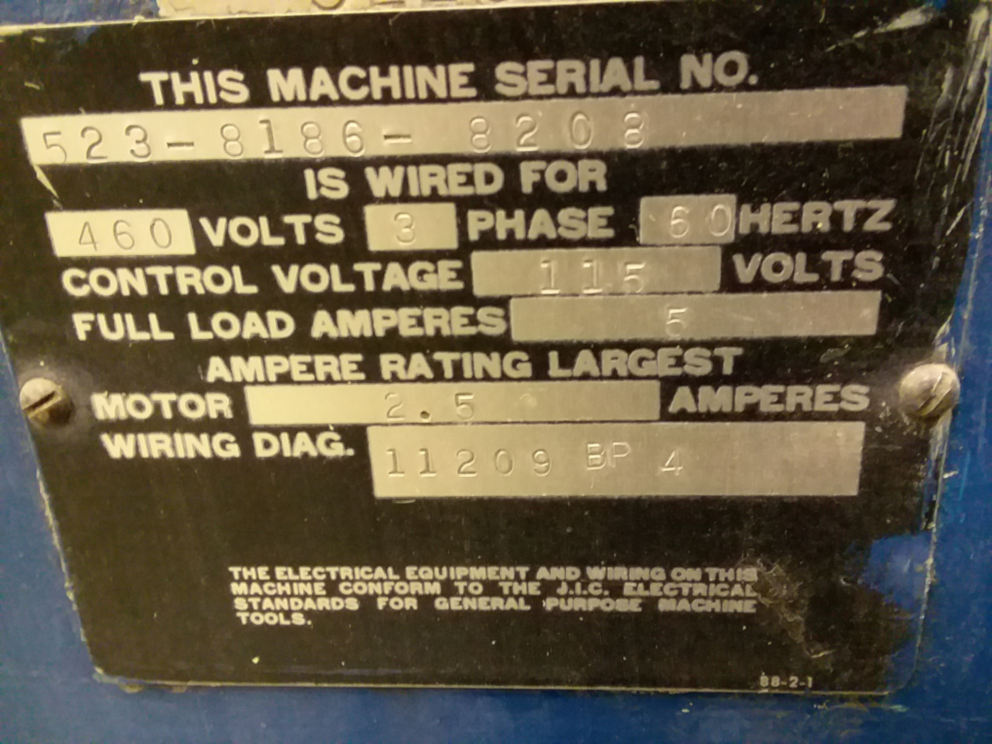 THIS MACHINE SERIAL NO.
523-8186- 8208
IS WIRED FOR
460 VOLTS 3 PHASE 60 HERTZ
CONTROL VOLTAGE 115 VOLTS
FULL LOAD AMPERES 5
AMPERE RATING LARGEST
MOTOR 2.5 AMPERES
WIRING DIAG. 11209 BP 4
THE ELECTRICAL EQUIPMENT AND WIRING ON THIS
MACHINE CONFORM TO THE J.I.C. ELECTRICAL
STANDARDS FOR GENERAL PURPOSE MACHINE
TOOLS.
88-2-1